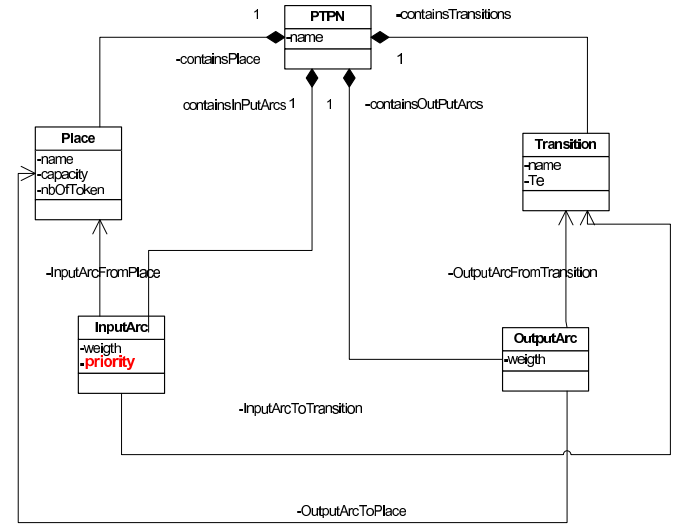 1
PTPN
-containsTransitions
-name
-containsPlace
1
containsInPutArcs
1
1
-containsOutPutArcs
Place
-name
-capacity
-nbOfToken
Transition
-name
-Te
-InputArcFromPlace
-OutputArcFromTransition
InputArc
-weigth
-priority
OutputArc
-weigth
-InputArcToTransition
-OutputArcToPlace